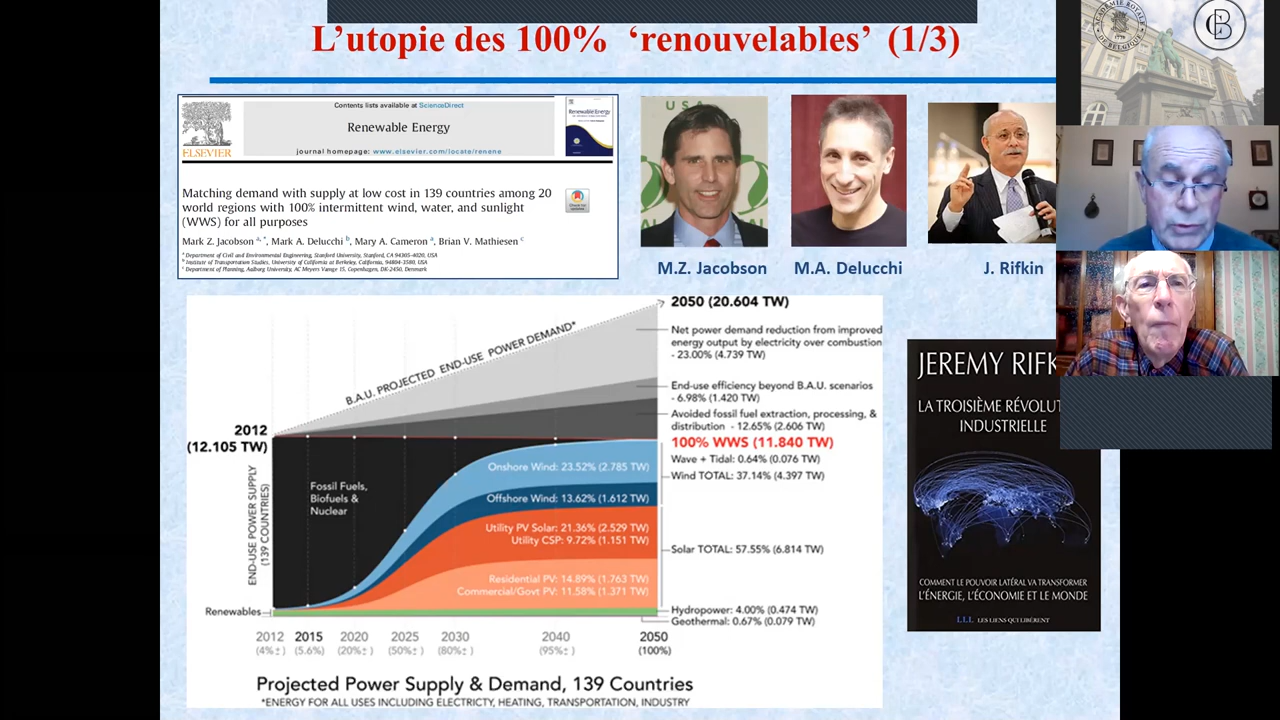 L'utopie des 100% 'renouvelables' (1/3)
Contents lists available at ScienceDirect
Renewable Energy
journal homepage: www.elsevier.com/locate/renene
ELSEVIER
Renewable Energy
Matching demand with supply at low cost in 139 countries among 20
world regions with 100% intermittent wind, water, and sunlight
(WWS) for all purposes
Mark Z. Jacobson a, *, Mark A. Delucchi b, Mary A. Cameron a, Brian V. Mathiesen c
a Department of Civil and Environmental Engineering, Stanford University, Stanford, CA 94305-4020, USA
b Institute of Transportation Studies, University of California at Berkeley, California, 94804-3580, USA
c Department of Planning, Aalborg University, AC Meyers Vænge 15, Copenhagen, DK-2450, Denmark
USA
M.Z. Jacobson
M.A. Delucchi
J. Rifkin
ACADÉMIE ROYALE
DE BELGIQUE
2050 (20.604 TW)
B.A.U. PROJECTED END-USE POWER DEMAND*
Net power demand reduction from improved
energy output by electricity over combustion
- 23.00% (4.739 TW)
End-use efficiency beyond B.A.U. scenarios
- 6.98% (1.420 TW)
Avoided fossil fuel extraction, processing, &
distribution - 12.65% (2.606 TW)
100% WWS (11.840 TW)
Wave + Tidal: 0.64% (0.076 TW)
Wind TOTAL: 37.14% (4.397 TW)
Solar TOTAL: 57.55% (6.814 TW)
Hydropower: 4.00% (0.474 TW)
Geothermal: 0.67% (0.079 TW)
2012
(12.105 TW)
END-USE POWER SUPPLY
(139 COUNTRIES)
Fossil Fuels,
Biofuels &
Nuclear
Onshore Wind: 23.52% (2.785 TW)
Offshore Wind: 13.62% (1.612 TW)
Utility PV Solar: 21.36% (2.529 TW)
Utility CSP: 9.72% (1.151 TW)
Residential PV: 14.89% (1.763 TW)
Commercial/Govt PV: 11.58% (1.371 TW)
Renewables
2012 2015 2020 2025 2030 2040 2050
(4%±) (5.6%) (20%±) (50%±) (80%±) (95%±) (100%)
Projected Power Supply & Demand, 139 Countries
*ENERGY FOR ALL USES INCLUDING ELECTRICTY, HEATING, TRANSPORTATION, INDUSTRY
JEREMY RIFK
LA TROISIÈME RÉVOLUT
INDUSTRIELLE
COMMENT LE POUVOIR LATÉRAL VA TRANSFORMER
L'ÉNERGIE, L'ÉCONOMIE ET LE MONDE
LLL LES LIENS QUI LIBÈRENT